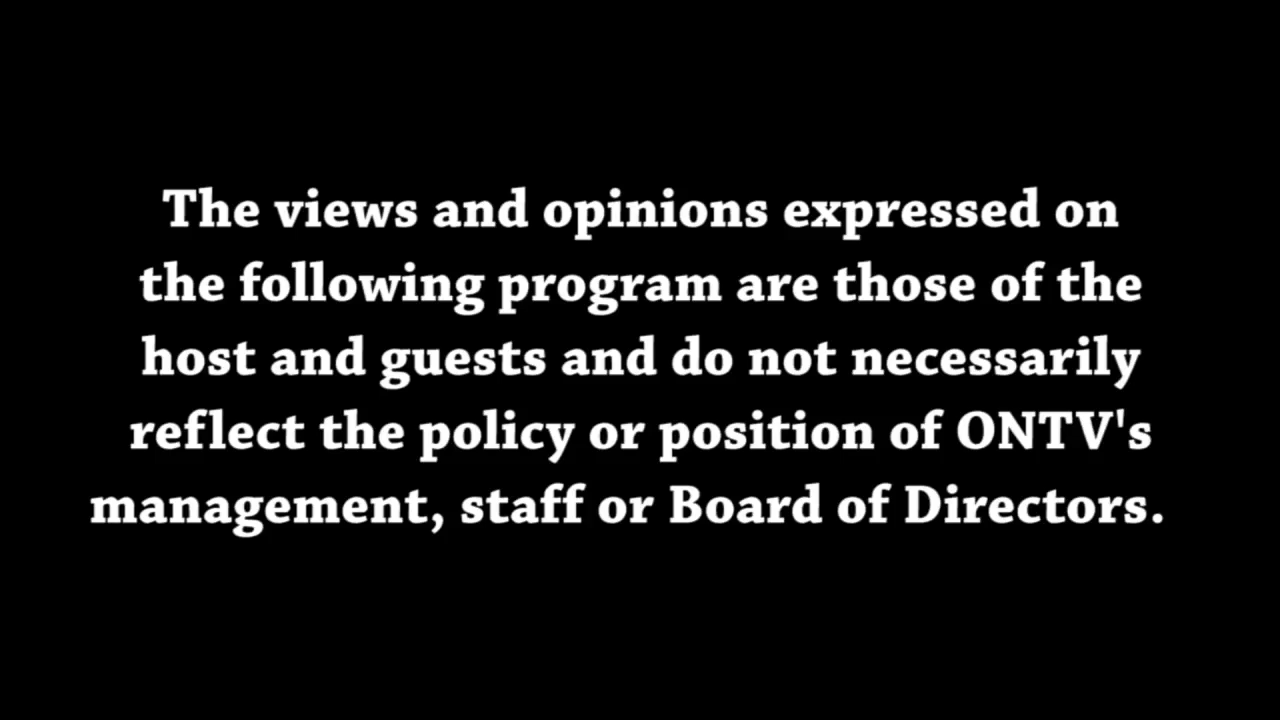 The views and opinions expressed on
the following program are those of the
host and guests and do not necessarily
reflect the policy or position of ONTV's
management, staff or Board of Directors.